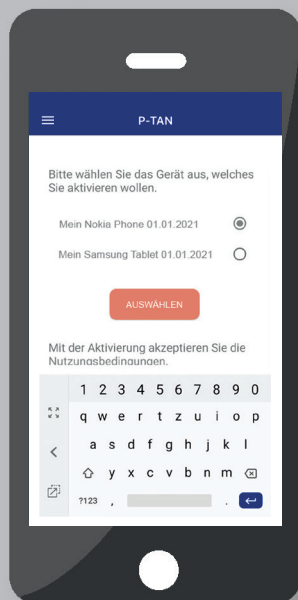 P-TAN
Bitte wählen Sie das Gerät aus, welches
Sie aktivieren wollen.
Mein Nokia Phone 01.01.2021
Mein Samsung Tablet 01.01.2021
AUSWÄHLEN
Mit der Aktivierung akzeptieren Sie die
Nutzungsbedingungen.
1 2 3 4 5 6 7 8 9 0
q w e r t z u i o p
a s d f g h j k l
y x c v b n m
?123 , .